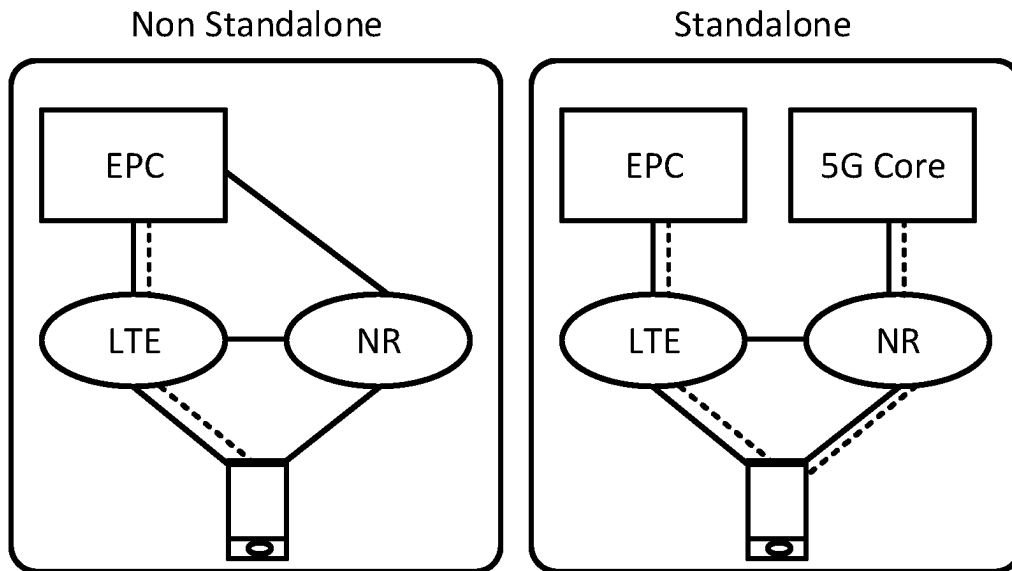 Non Standalone
Standalone
EPC
EPC
5G Core
LTE
NR
LTE
NR